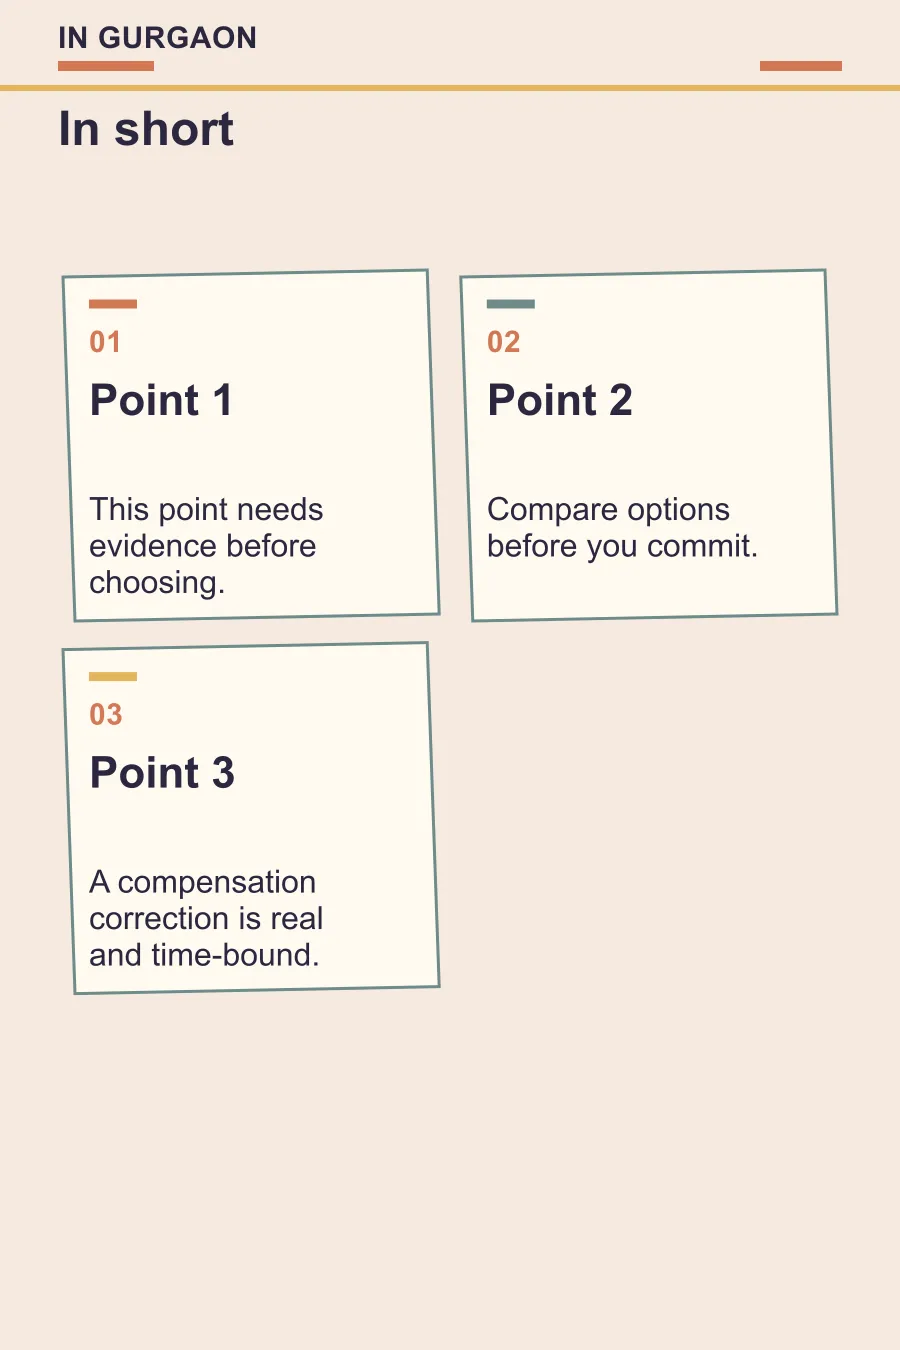 IN GURGAON
In short
01
Point 1
This point needs
evidence before
choosing.
02
Point 2
Compare options
before you commit.
03
Point 3
A compensation
correction is real
and time-bound.